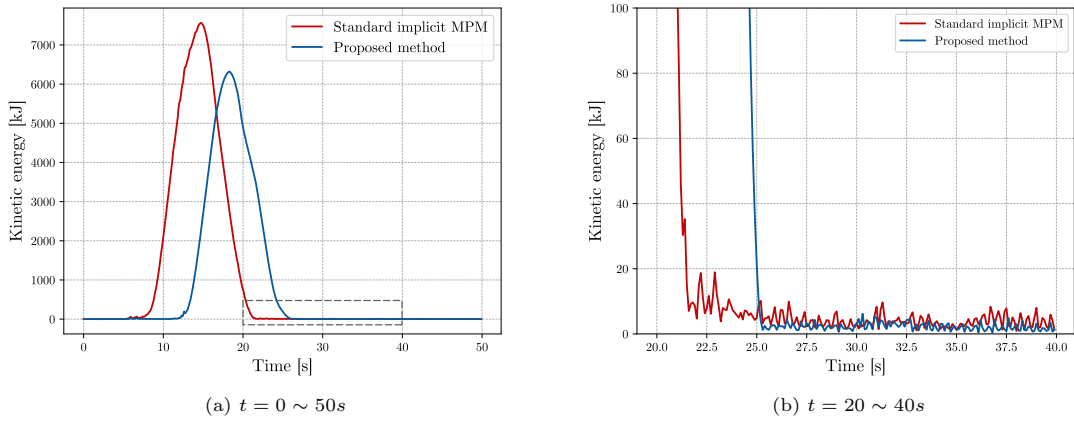 Standard implicit MPM
Proposed method
7000
6000
5000
4000
3000
2000
1000
0
Kinetic energy [kJ]
0 10 20 30 40 50
Time [s]
(a) t = 0 ∼ 50s
Standard implicit MPM
Proposed method
100
80
60
40
20
0
Kinetic energy [kJ]
20.0 22.5 25.0 27.5 30.0 32.5 35.0 37.5 40.0
Time [s]
(b) t = 20 ∼ 40s